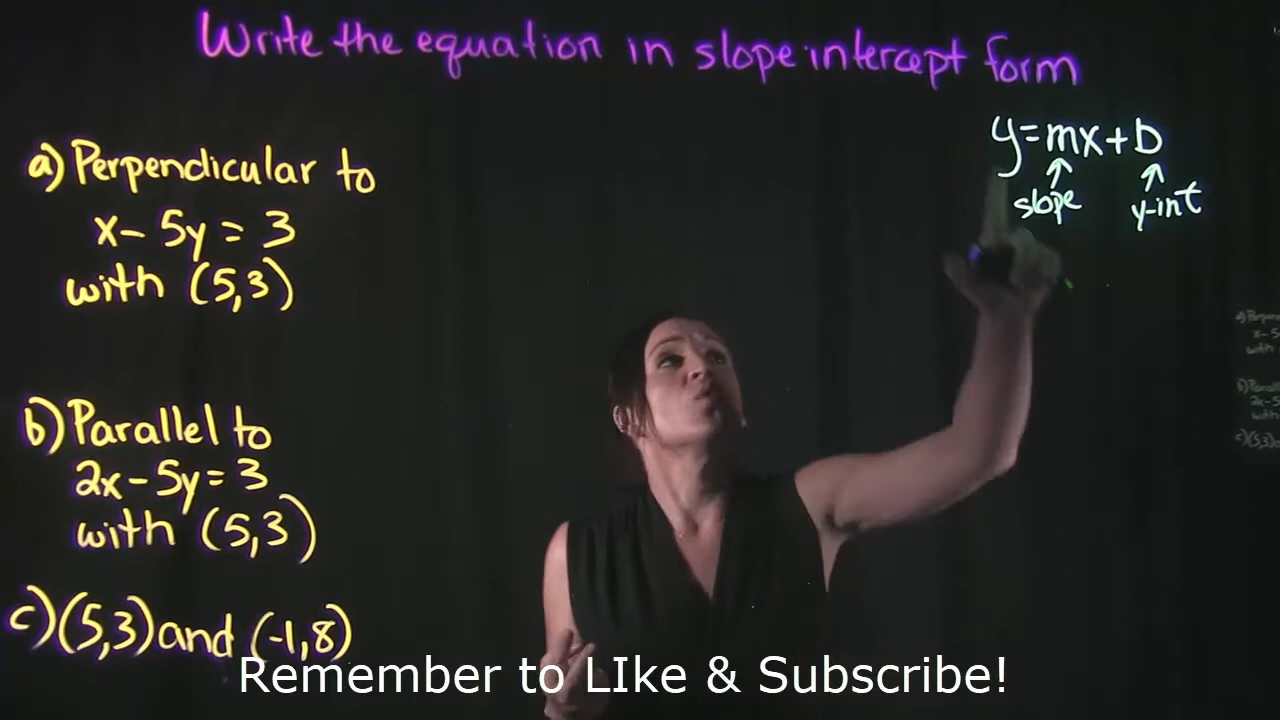 Write the equation in slope intercept form
y=mx+b
slope y-int
a) Perpendicular to
x-5y=3
with (5,3)
b) Parallel to
2x-5y=3
with (5,3)
c) (5,3) and (-1,8)
Remember to LIke & Subscribe!